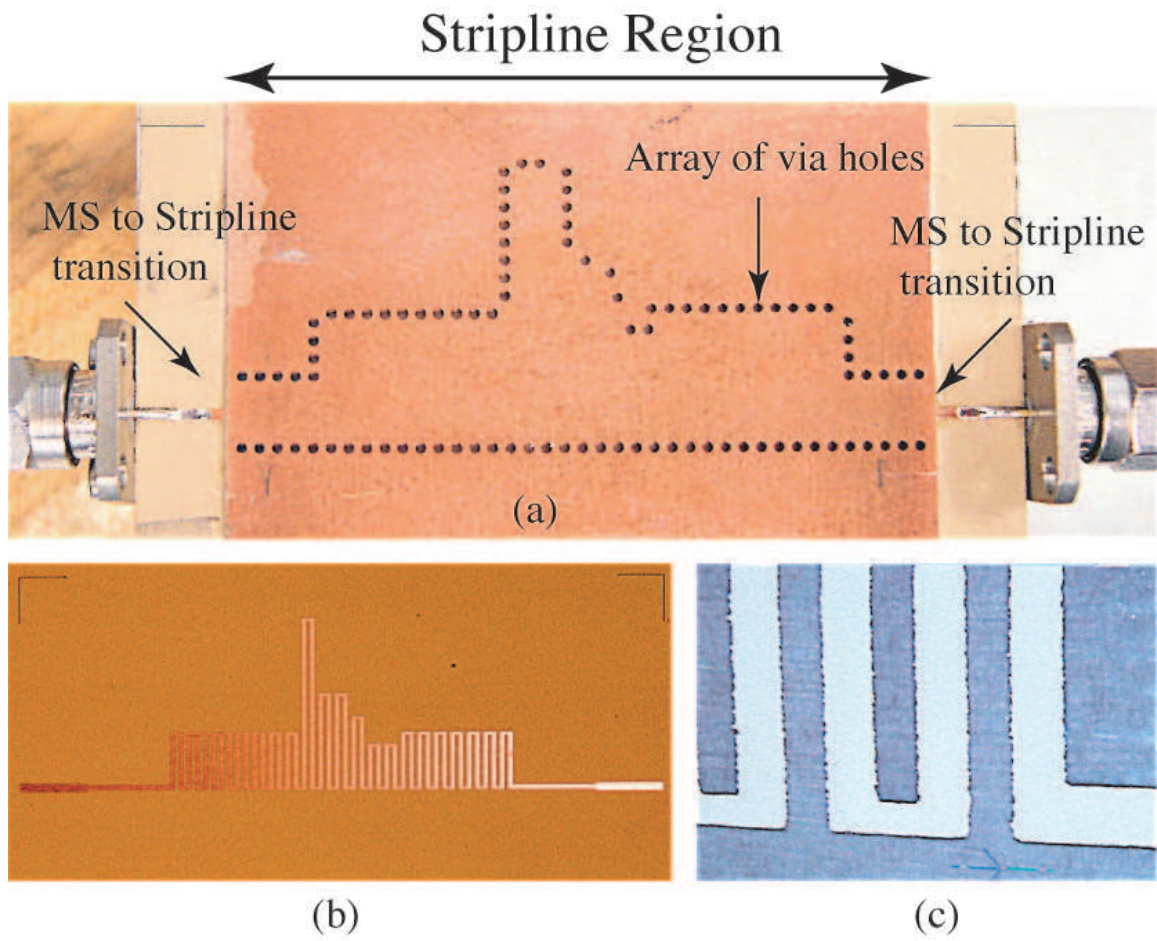 Stripline Region
Array of via holes
MS to Stripline
transition
MS to Stripline
transition
(a)
(b)
(c)